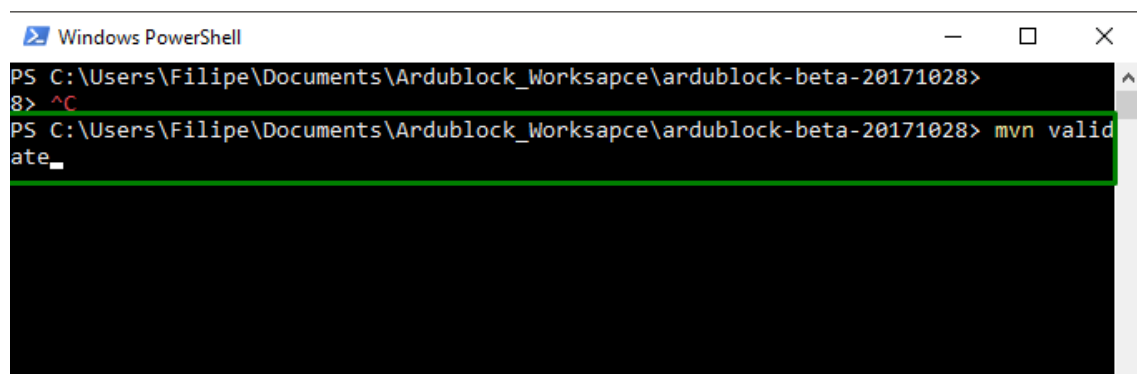 Windows PowerShell
PS C:\Users\Filipe\Documents\Ardublock_Worksapce\ardublock-beta-20171028>
8> ^C
PS C:\Users\Filipe\Documents\Ardublock_Worksapce\ardublock-beta-20171028> mvn valid
ate